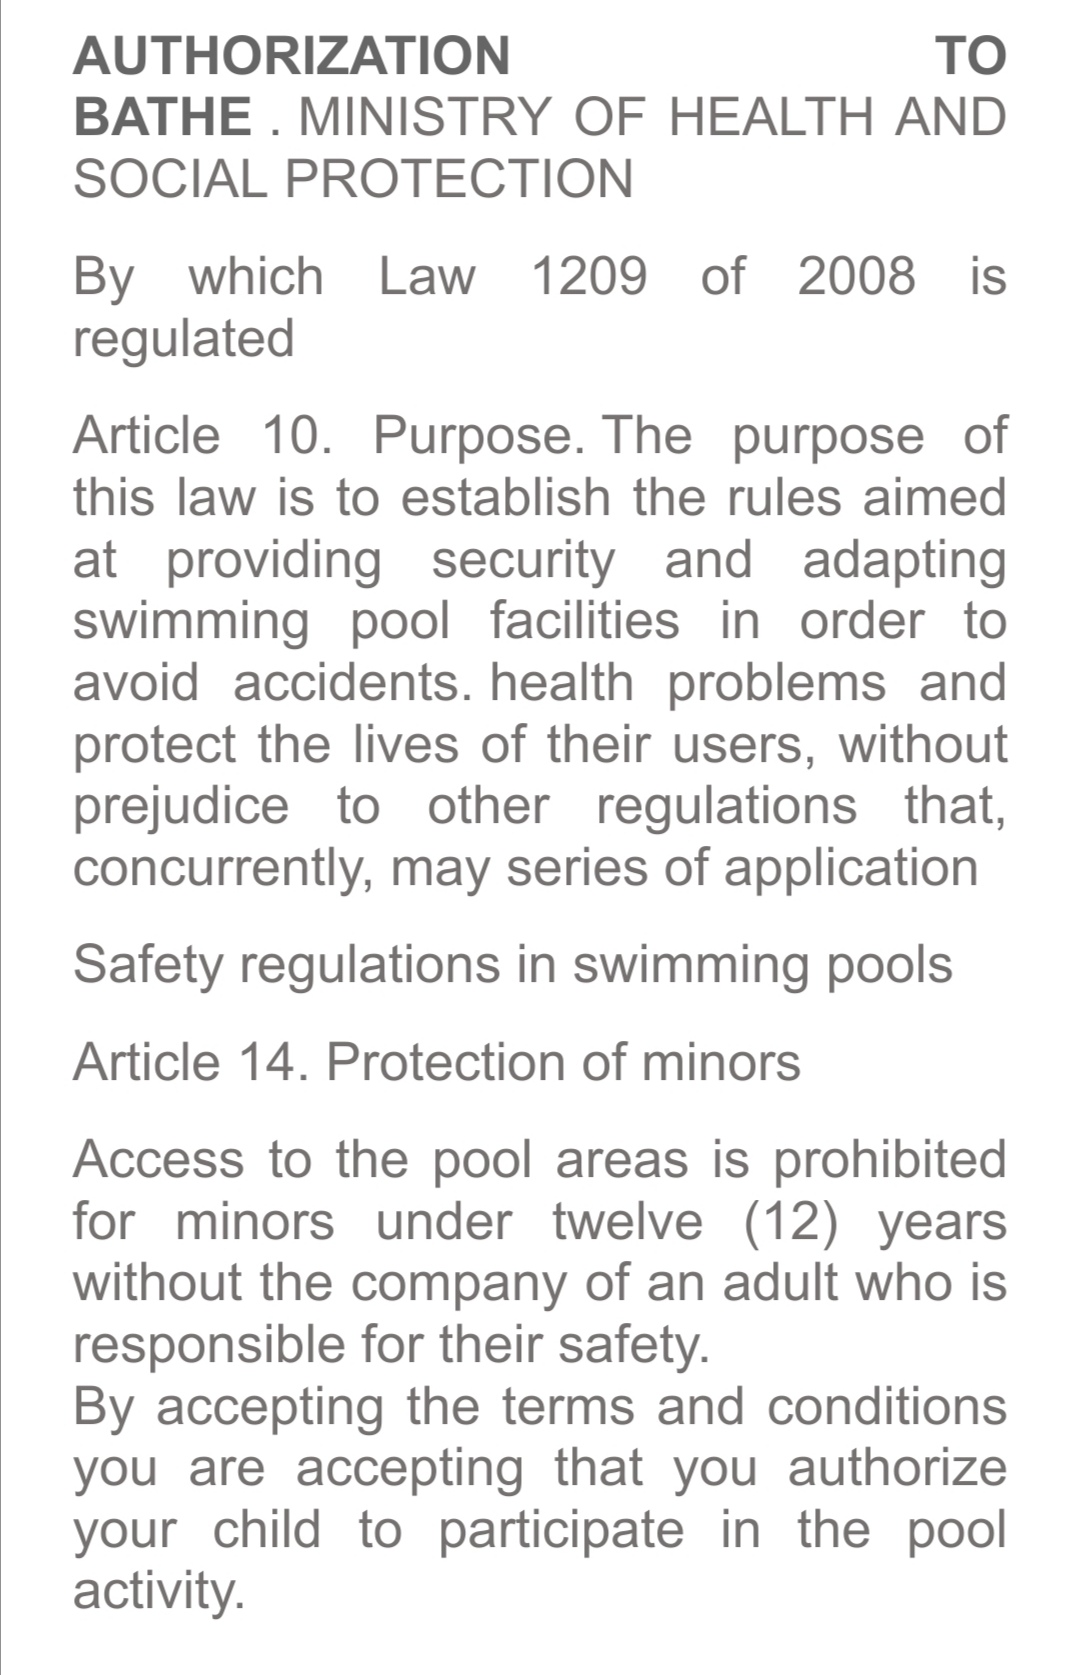 AUTHORIZATION TO
BATHE . MINISTRY OF HEALTH AND
SOCIAL PROTECTION
By which Law 1209 of 2008 is
regulated
Article 10. Purpose. The purpose of
this law is to establish the rules aimed
at providing security and adapting
swimming pool facilities in order to
avoid accidents. health problems and
protect the lives of their users, without
prejudice to other regulations that,
concurrently, may series of application
Safety regulations in swimming pools
Article 14. Protection of minors
Access to the pool areas is prohibited
for minors under twelve (12) years
without the company of an adult who is
responsible for their safety.
By accepting the terms and conditions
you are accepting that you authorize
your child to participate in the pool
activity.